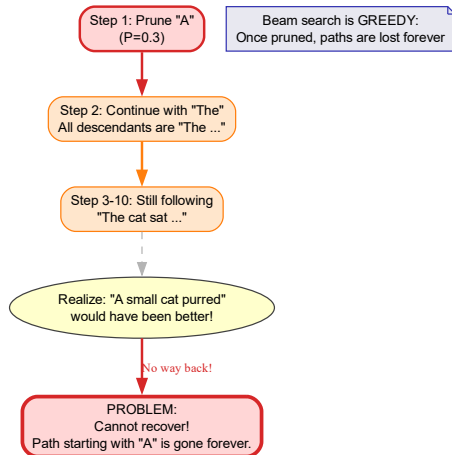 Step 1: Prune "A"
(P=0.3)
Beam search is GREEDY:
Once pruned, paths are lost forever
Step 2: Continue with "The"
All descendants are "The ..."
Step 3-10: Still following
"The cat sat ..."
Realize: "A small cat purred"
would have been better!
No way back!
PROBLEM:
Cannot recover!
Path starting with "A" is gone forever.